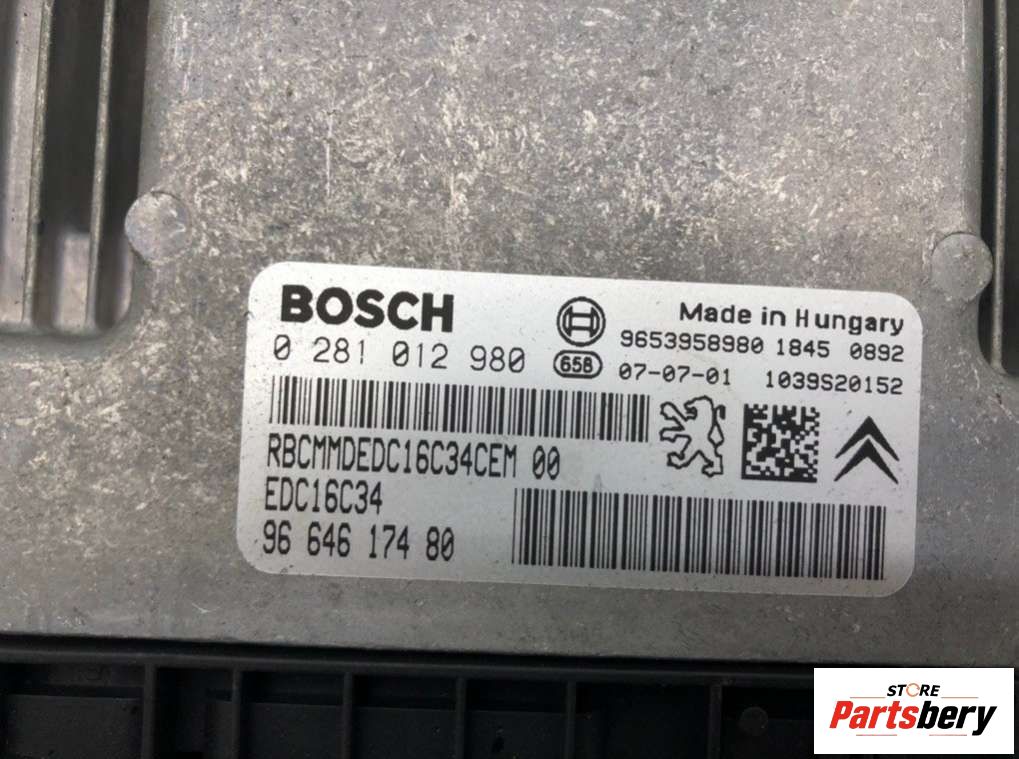 BOSCH
Made in Hungary
9653958980 1845 0892
0 281 012 980
658
07-07-01 1039S20152
RBCMMDEDC16C34CEM 00
EDC16C34
96 646 174 80
STORE
Partsbery